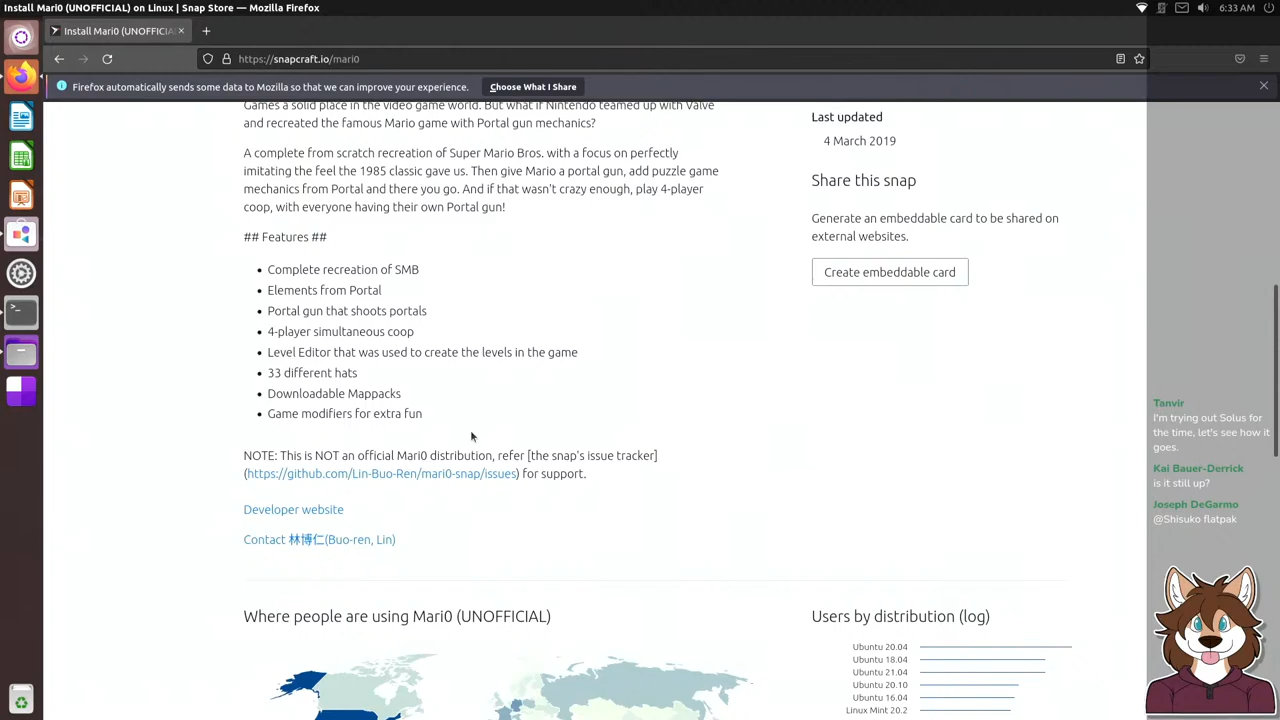 Install Mari0 (UNOFFICIAL) on Linux | Snap Store — Mozilla Firefox
6:33 AM
Install Mari0 (UNOFFICIA
https://snapcraft.io/mari0
Firefox automatically sends some data to Mozilla so that we can improve your experience.
Choose What I Share
Games a solid place in the video game world. But what if Nintendo teamed up with Valve
and recreated the famous Mario game with Portal gun mechanics?
A complete from scratch recreation of Super Mario Bros. with a focus on perfectly
imitating the feel the 1985 classic gave us. Then give Mario a portal gun, add puzzle game
mechanics from Portal and there you go. And if that wasn't crazy enough, play 4-player
coop, with everyone having their own Portal gun!
## Features ##
• Complete recreation of SMB
• Elements from Portal
• Portal gun that shoots portals
• 4-player simultaneous coop
• Level Editor that was used to create the levels in the game
• 33 different hats
• Downloadable Mappacks
• Game modifiers for extra fun
NOTE: This is NOT an official Mari0 distribution, refer [the snap's issue tracker]
(https://github.com/Lin-Buo-Ren/mari0-snap/issues) for support.
Developer website
Contact 林博仁(Buo-ren, Lin)
Where people are using Mari0 (UNOFFICIAL)
Last updated
4 March 2019
Share this snap
Generate an embeddable card to be shared on
external websites.
Create embeddable card
Users by distribution (log)
Ubuntu 20.04
Ubuntu 18.04
Ubuntu 21.04
Ubuntu 20.10
Ubuntu 16.04
Linux Mint 20.2
Tanvir
I'm trying out Solus for
the time, let's see how it
goes.
Kai Bauer-Derrick
is it still up?
Joseph DeGarmo
@Shisuko flatpak